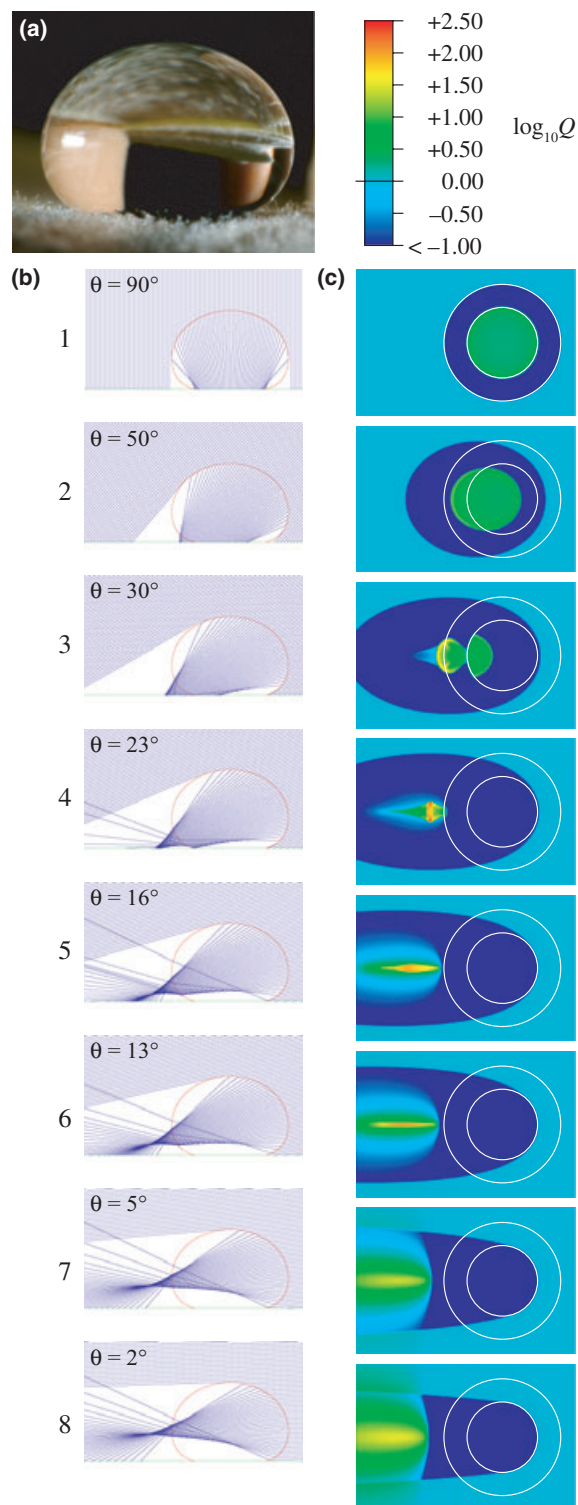 (a)
+2.50
+2.00
+1.50
+1.00
+0.50
0.00
−0.50
< −1.00
log₁₀Q
(b)
(c)
1
θ = 90°
2
θ = 50°
3
θ = 30°
4
θ = 23°
5
θ = 16°
6
θ = 13°
7
θ = 5°
8
θ = 2°